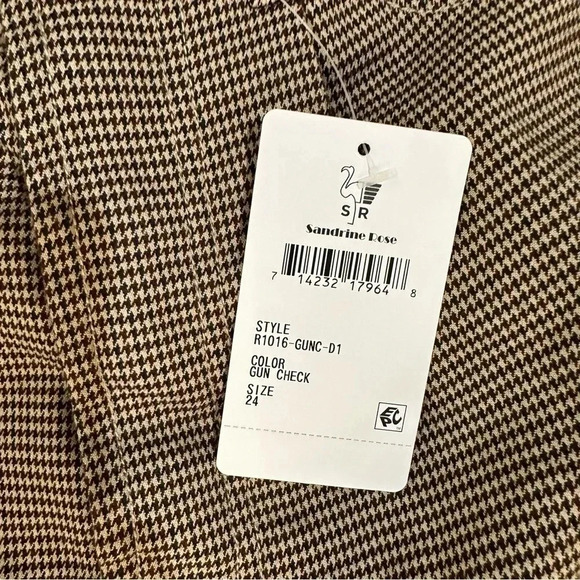 S R
Sandrine Rose
7 14232 17964 8
STYLE
R1016-GUNC-D1
COLOR
GUN CHECK
SIZE
24
EPC